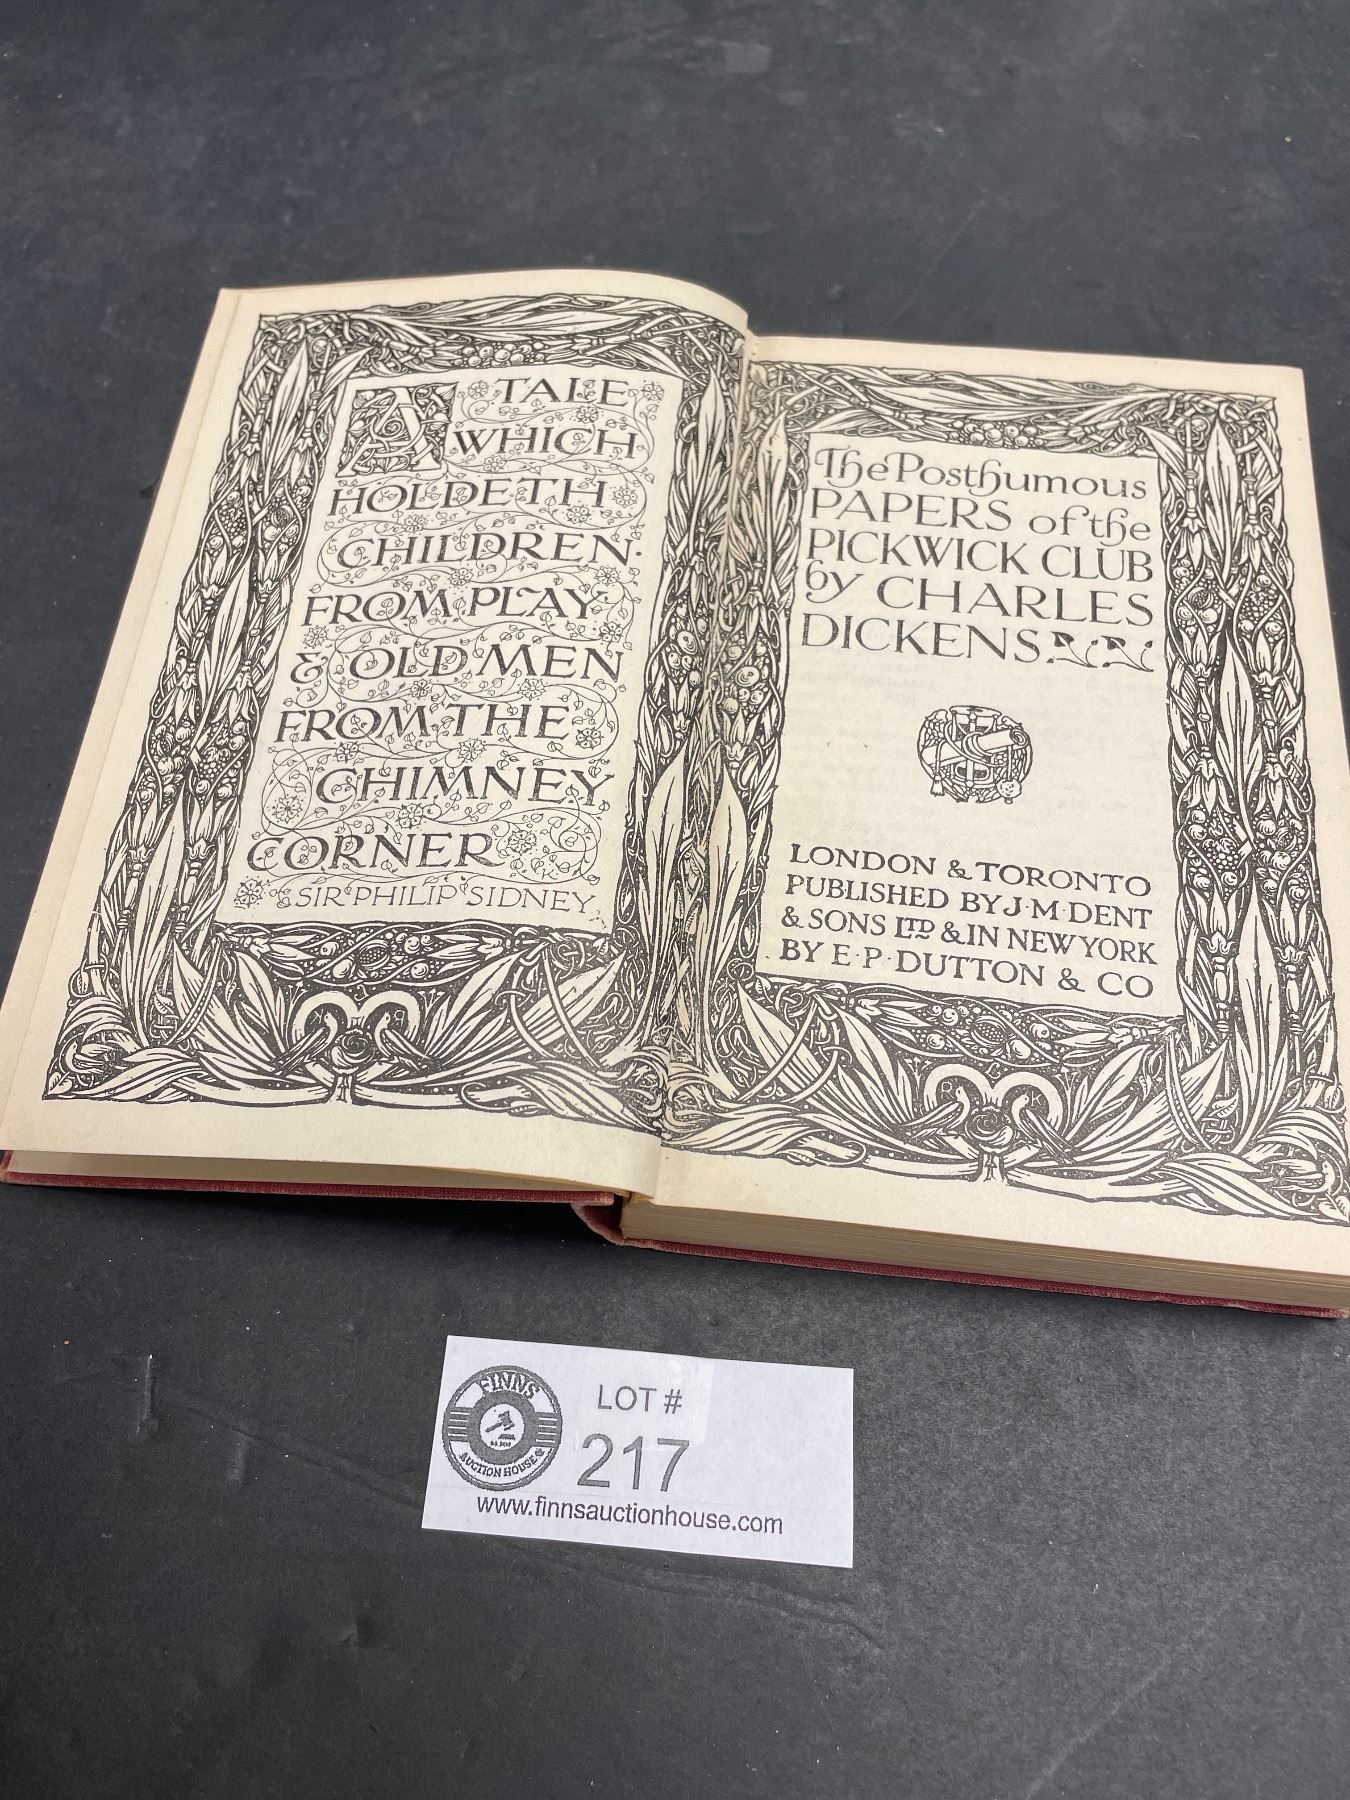 A TALE
WHICH
HOLDETH
CHILDREN·
FROM·PLAY·
& OLD·MEN
FROM·THE
CHIMNEY
CORNER
SIR·PHILIP SIDNEY
The Posthumous
PAPERS of the
PICKWICK CLUB
by CHARLES
DICKENS
LONDON & TORONTO
PUBLISHED BY J·M·DENT
& SONS LTD & IN NEW YORK
BY E·P·DUTTON & CO
FINNS
AUCTION HOUSE
LOT #
217
www.finnsauctionhouse.com